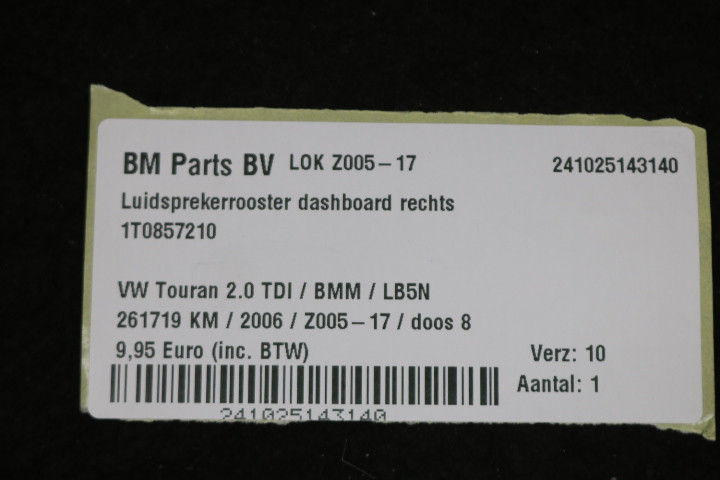 BM Parts BV LOK Z005-17 241025143140
Luidsprekerrooster dashboard rechts
1T0857210
VW Touran 2.0 TDI / BMM / LB5N
261719 KM / 2006 / Z005-17 / doos 8
9,95 Euro (inc. BTW) Verz: 10
Aantal: 1
241025143140